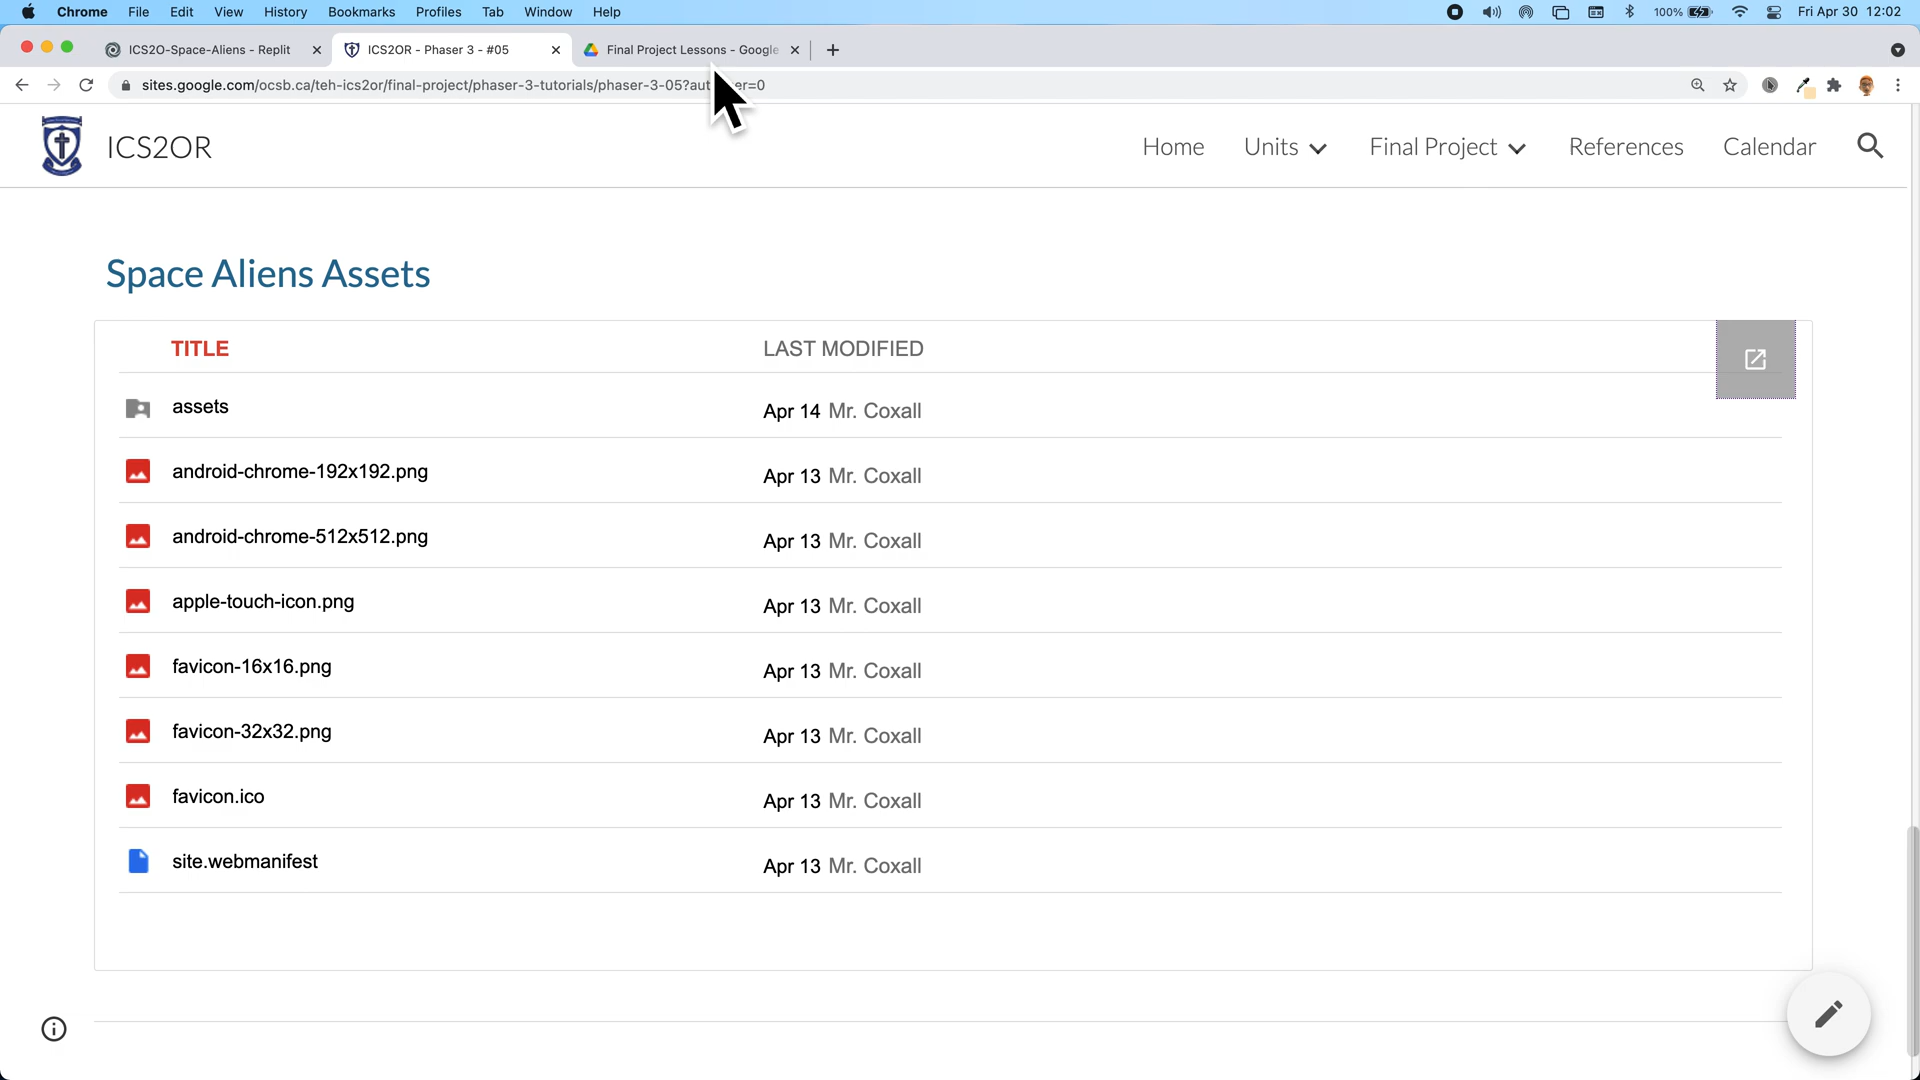 Chrome File Edit View History Bookmarks Profiles Tab Window Help 100% Fri Apr 30 12:02
ICS2O-Space-Aliens - Replit ICS2OR - Phaser 3 - #05 Final Project Lessons - Google
sites.google.com/ocsb.ca/teh-ics2or/final-project/phaser-3-tutorials/phaser-3-05?aut er=0
ICS2OR Home Units Final Project References Calendar
Space Aliens Assets
TITLE LAST MODIFIED
assets Apr 14 Mr. Coxall
android-chrome-192x192.png Apr 13 Mr. Coxall
android-chrome-512x512.png Apr 13 Mr. Coxall
apple-touch-icon.png Apr 13 Mr. Coxall
favicon-16x16.png Apr 13 Mr. Coxall
favicon-32x32.png Apr 13 Mr. Coxall
favicon.ico Apr 13 Mr. Coxall
site.webmanifest Apr 13 Mr. Coxall